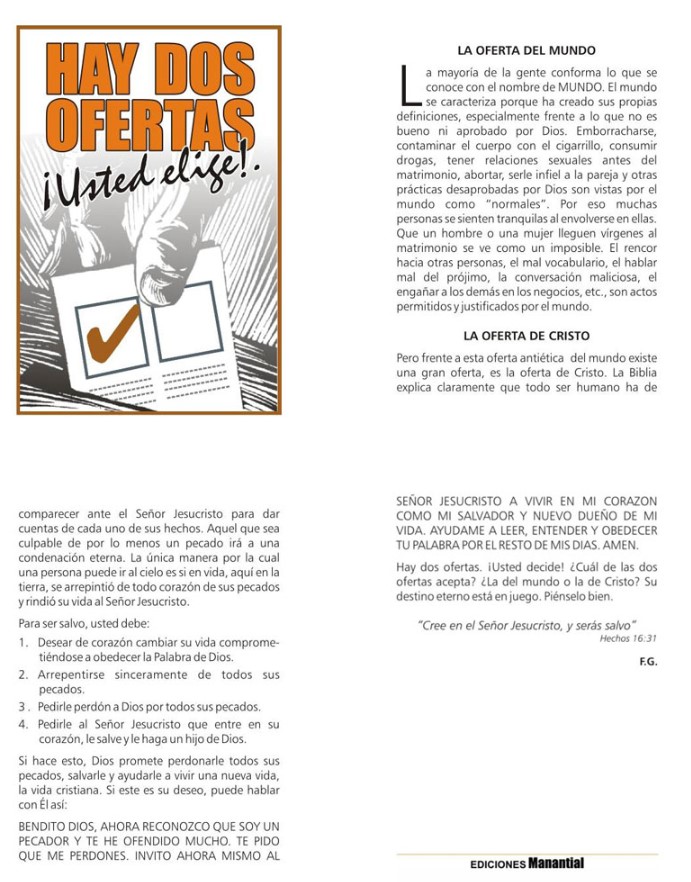 HAY DOS
OFERTAS
¡Usted elige!.
LA OFERTA DEL MUNDO
La mayoría de la gente conforma lo que se
conoce con el nombre de MUNDO. El mundo
se caracteriza porque ha creado sus propias
definiciones, especialmente frente a lo que no es
bueno ni aprobado por Dios. Emborracharse,
contaminar el cuerpo con el cigarrillo, consumir
drogas, tener relaciones sexuales antes del
matrimonio, abortar, serle infiel a la pareja y otras
prácticas desaprobadas por Dios son vistas por el
mundo como “normales”. Por eso muchas
personas se sienten tranquilas al envolverse en ellas.
Que un hombre o una mujer lleguen vírgenes al
matrimonio se ve como un imposible. El rencor
hacia otras personas, el mal vocabulario, el hablar
mal del prójimo, la conversación maliciosa, el
engañar a los demás en los negocios, etc., son actos
permitidos y justificados por el mundo.
LA OFERTA DE CRISTO
Pero frente a esta oferta antiética del mundo existe
una gran oferta, es la oferta de Cristo. La Biblia
explica claramente que todo ser humano ha de
comparecer ante el Señor Jesucristo para dar
cuentas de cada uno de sus hechos. Aquel que sea
culpable de por lo menos un pecado irá a una
condenación eterna. La única manera por la cual
una persona puede ir al cielo es si en vida, aquí en la
tierra, se arrepintió de todo corazón de sus pecados
y rindió su vida al Señor Jesucristo.
Para ser salvo, usted debe:
1. Desear de corazón cambiar su vida comprome-
tiéndose a obedecer la Palabra de Dios.
2. Arrepentirse sinceramente de todos sus
pecados.
3 . Pedirle perdón a Dios por todos sus pecados.
4. Pedirle al Señor Jesucristo que entre en su
corazón, le salve y le haga un hijo de Dios.
Si hace esto, Dios promete perdonarle todos sus
pecados, salvarle y ayudarle a vivir una nueva vida,
la vida cristiana. Si este es su deseo, puede hablar
con Él así:
BENDITO DIOS, AHORA RECONOZCO QUE SOY UN
PECADOR Y TE HE OFENDIDO MUCHO. TE PIDO
QUE ME PERDONES. INVITO AHORA MISMO AL
SEÑOR JESUCRISTO A VIVIR EN MI CORAZON
COMO MI SALVADOR Y NUEVO DUEÑO DE MI
VIDA. AYUDAME A LEER, ENTENDER Y OBEDECER
TU PALABRA POR EL RESTO DE MIS DIAS. AMEN.
Hay dos ofertas. ¡Usted decide! ¿Cuál de las dos
ofertas acepta? ¿La del mundo o la de Cristo? Su
destino eterno está en juego. Piénselo bien.
“Cree en el Señor Jesucristo, y serás salvo”
Hechos 16:31
F.G.
EDICIONES Manantial